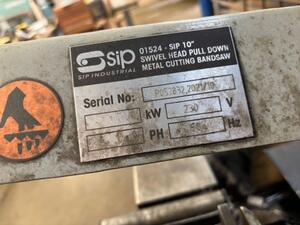 sip
SIP INDUSTRIAL
01524 - SIP 10"
SWIVEL HEAD PULL DOWN
METAL CUTTING BANDSAW
Serial No:
kW 230 V
PH Hz